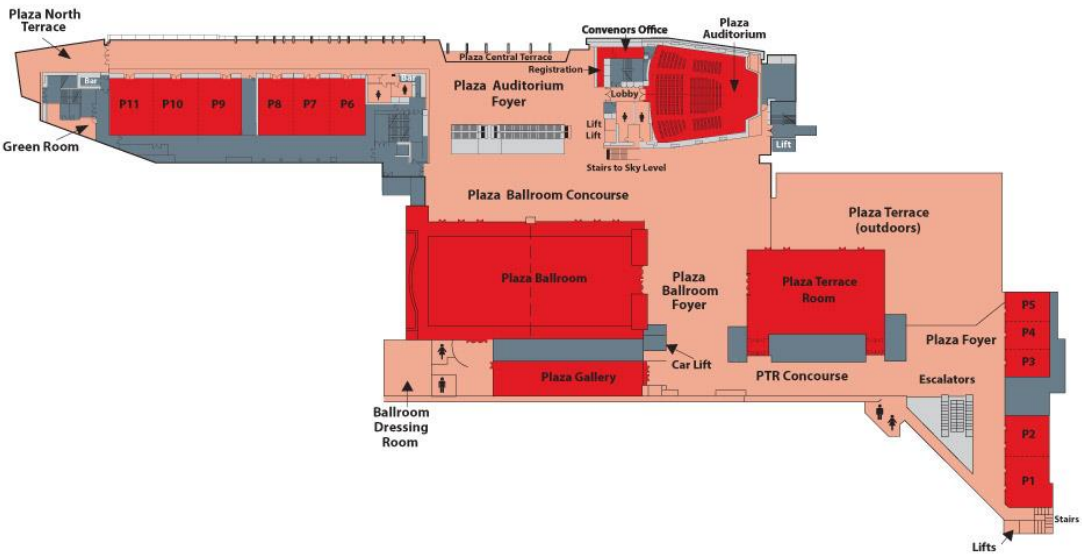 Plaza North
Terrace
Convenors Office
Plaza
Auditorium
Plaza Central Terrace
Registration
Bar
Bar
Plaza Auditorium
Foyer
Lobby
P11
P10
P9
P8
P7
P6
Green Room
Lift
Lift
Lift
Stairs to Sky Level
Plaza Ballroom Concourse
Plaza Terrace
(outdoors)
Plaza Ballroom
Plaza
Ballroom
Foyer
Plaza Terrace
Room
P5
P4
P3
Plaza Foyer
Car Lift
Plaza Gallery
PTR Concourse
Escalators
Ballroom
Dressing
Room
P2
P1
Stairs
Lifts